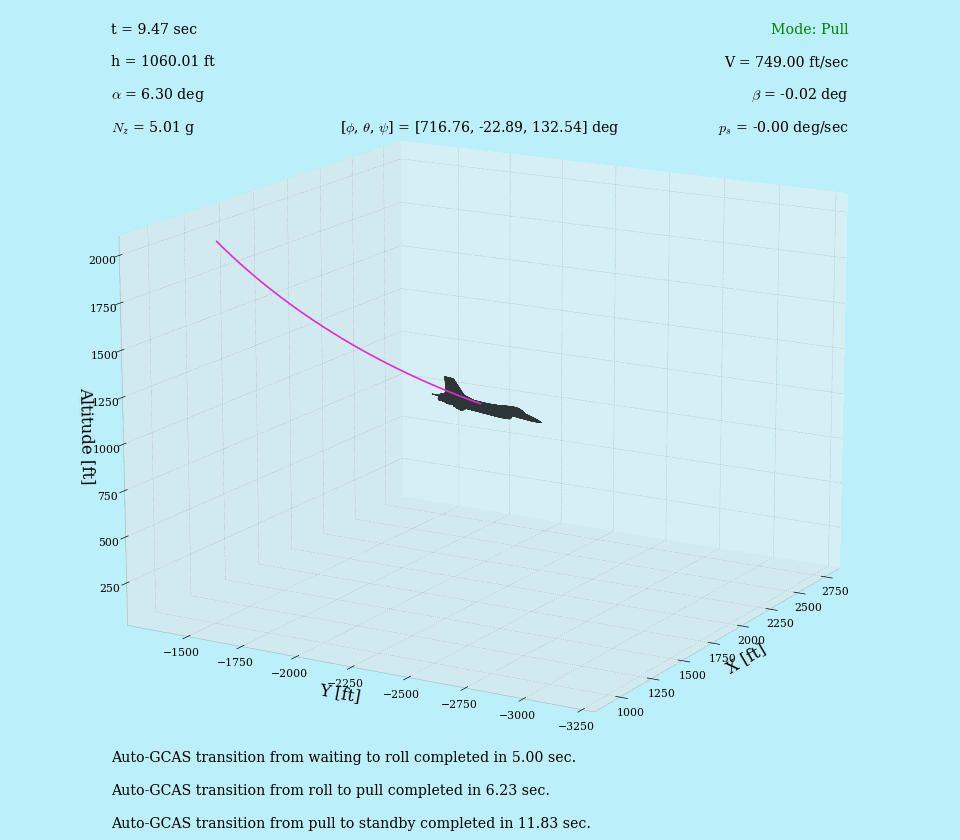 t = 9.47 sec
Mode: Pull
h = 1060.01 ft
V = 749.00 ft/sec
α = 6.30 deg
β = -0.02 deg
N_z = 5.01 g
[ϕ, θ, ψ] = [716.76, -22.89, 132.54] deg
p_s = -0.00 deg/sec
2000
1750
1500
1250
1000
750
500
250
Altitude [ft]
−1500
−1750
−2000
−2250
−2500
−2750
−3000
−3250
Y [ft]
1000
1250
1500
1750
2000
2250
2500
2750
X [ft]
Auto-GCAS transition from waiting to roll completed in 5.00 sec.
Auto-GCAS transition from roll to pull completed in 6.23 sec.
Auto-GCAS transition from pull to standby completed in 11.83 sec.